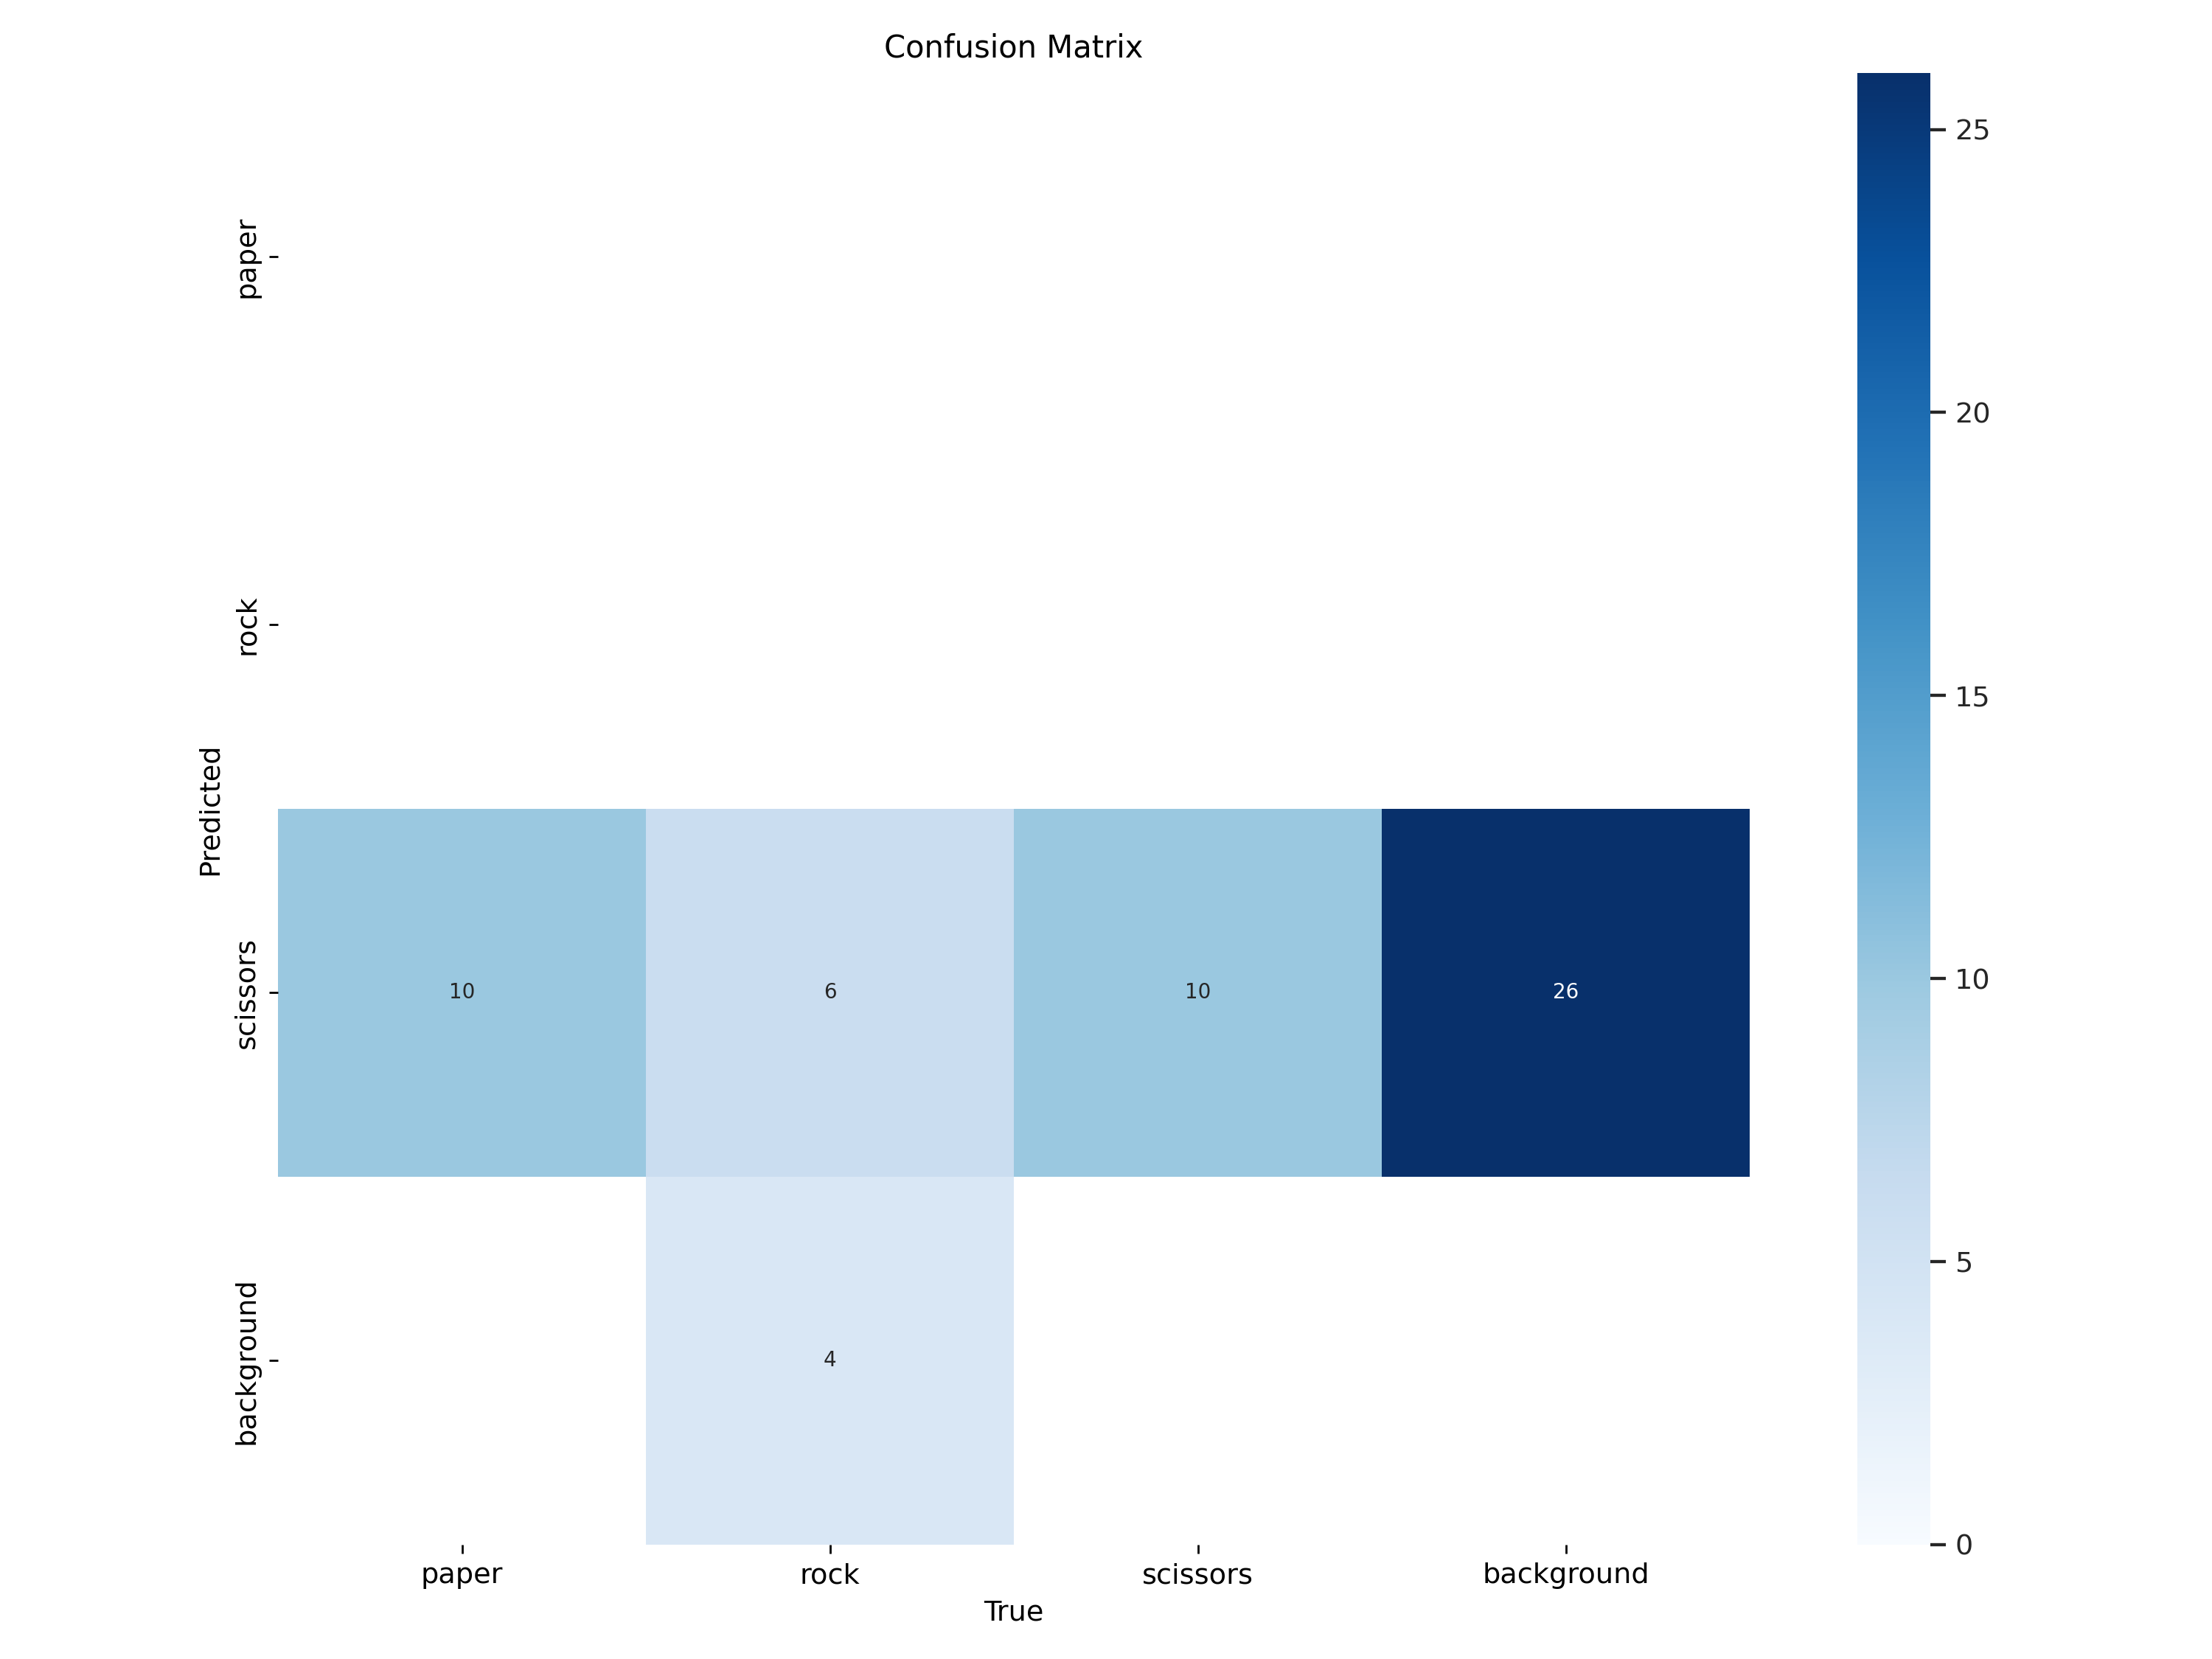 Confusion Matrix
paper
rock
scissors
background
Predicted
10
6
10
26
4
paper
rock
scissors
background
True
25
20
15
10
5
0